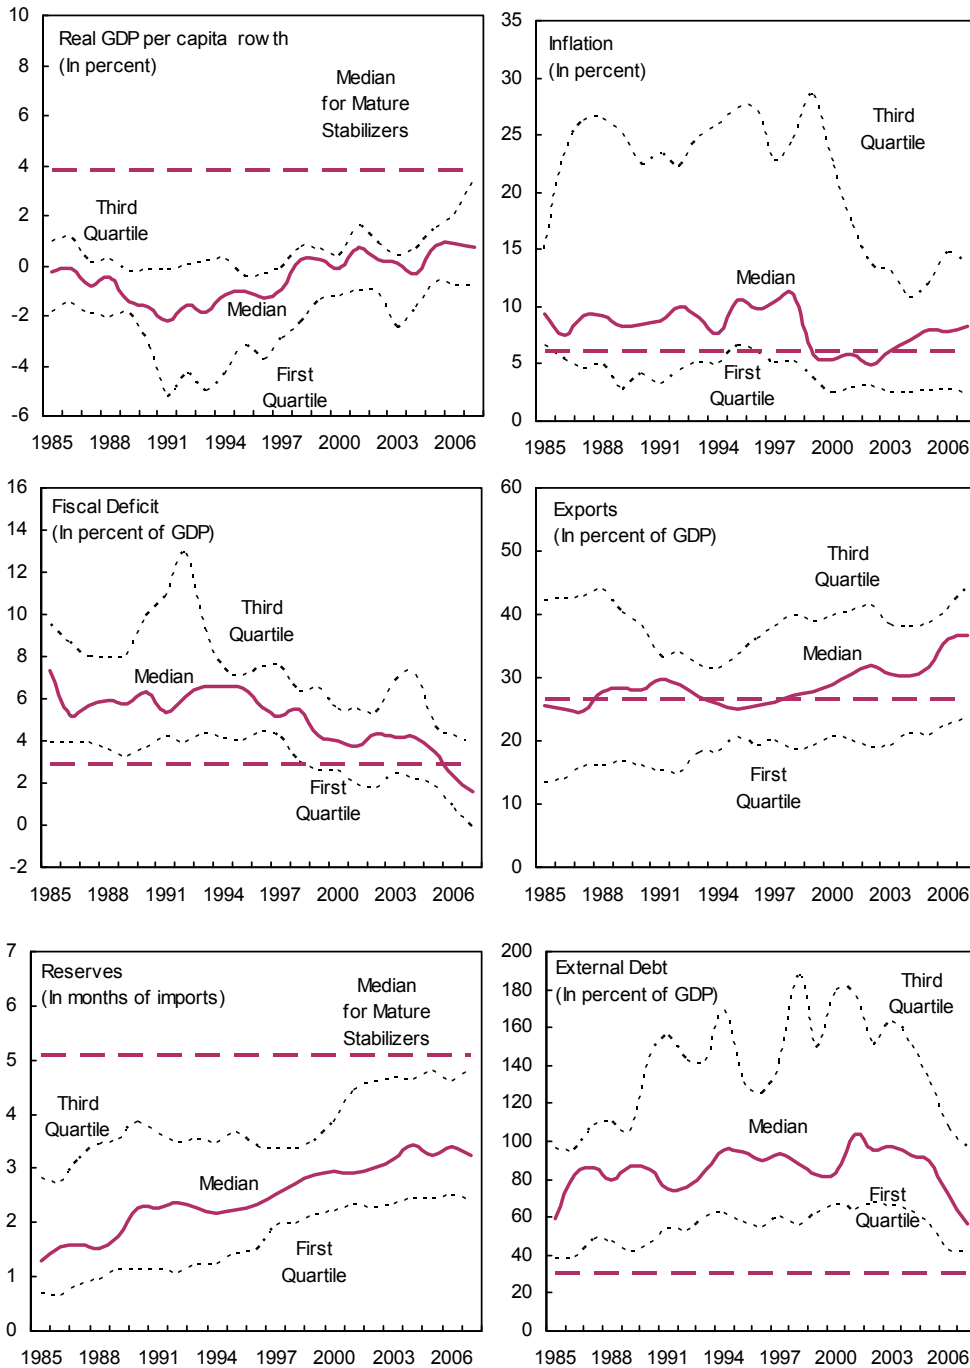 Real GDP per capita rowth
(In percent)
Median
for Mature
Stabilizers
Third
Quartile
Median
First
Quartile
10
8
6
4
2
0
-2
-4
-6
1985 1988 1991 1994 1997 2000 2003 2006
Inflation
(In percent)
Third
Quartile
Median
First
Quartile
35
30
25
20
15
10
5
0
1985 1988 1991 1994 1997 2000 2003 2006
Fiscal Deficit
(In percent of GDP)
Third
Quartile
Median
First
Quartile
16
14
12
10
8
6
4
2
0
-2
1985 1988 1991 1994 1997 2000 2003 2006
Exports
(In percent of GDP)
Third
Quartile
Median
First
Quartile
60
50
40
30
20
10
0
1985 1988 1991 1994 1997 2000 2003 2006
Reserves
(In months of imports)
Median
for Mature
Stabilizers
Third
Quartile
Median
First
Quartile
7
6
5
4
3
2
1
0
1985 1988 1991 1994 1997 2000 2003 2006
External Debt
(In percent of GDP)
Third
Quartile
Median
First
Quartile
200
180
160
140
120
100
80
60
40
20
0
1985 1988 1991 1994 1997 2000 2003 2006